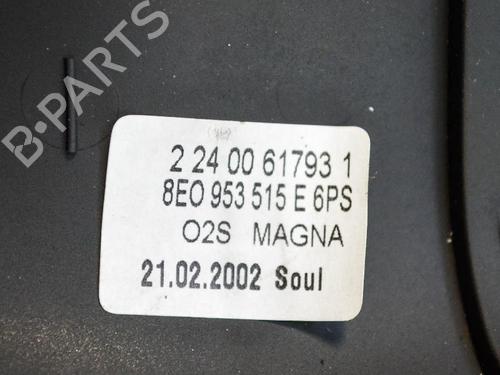 B-PARTS
2 24 00 61793 1
8E0 953 515 E 6PS
O2S MAGNA
21.02.2002 Soul